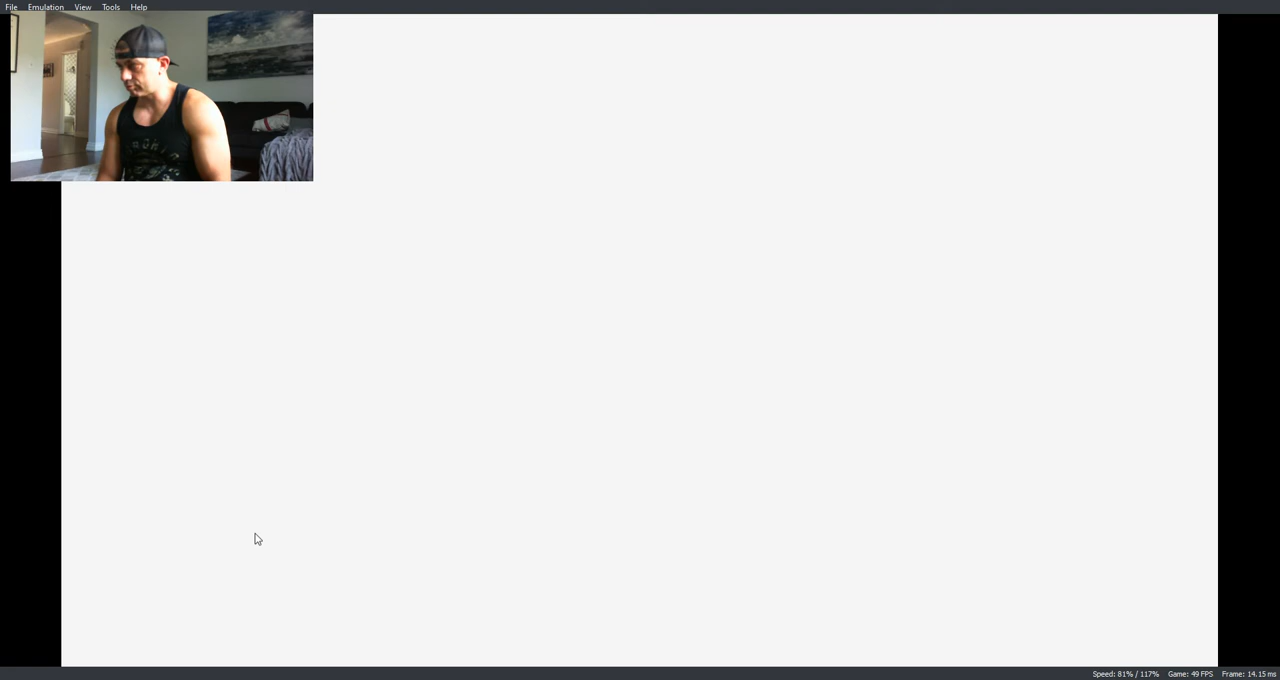 File Emulation View Tools Help
Speed: 81% / 117% Game: 49 FPS Frame: 14.15 ms